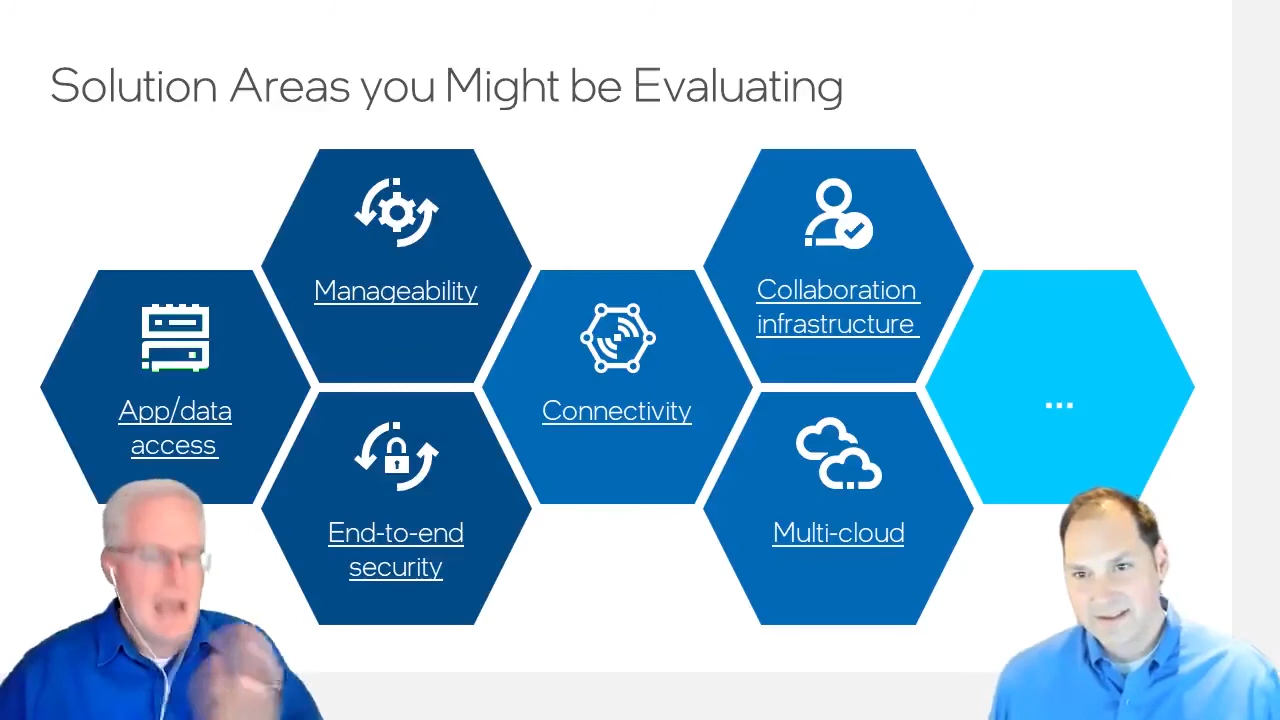 Solution Areas you Might be Evaluating
Manageability
Collaboration
infrastructure
App/data
access
Connectivity
...
End-to-end
security
Multi-cloud